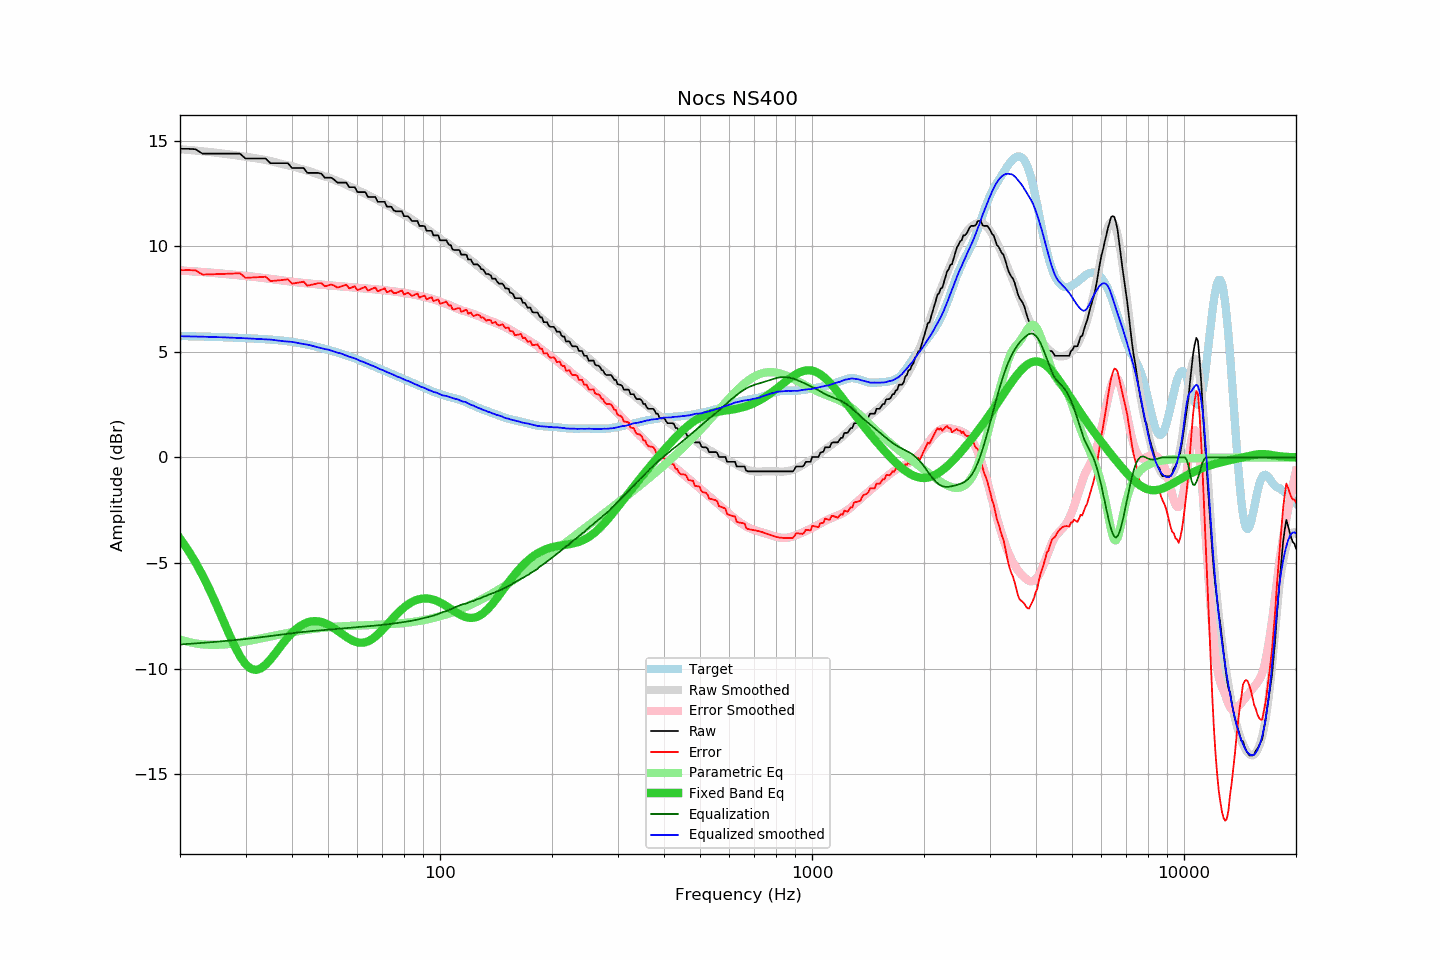 Nocs NS400
Amplitude (dBr)
15
10
5
0
−5
−10
−15
Target
Raw Smoothed
Error Smoothed
Raw
Error
Parametric Eq
Fixed Band Eq
Equalization
Equalized smoothed
100
1000
10000
Frequency (Hz)